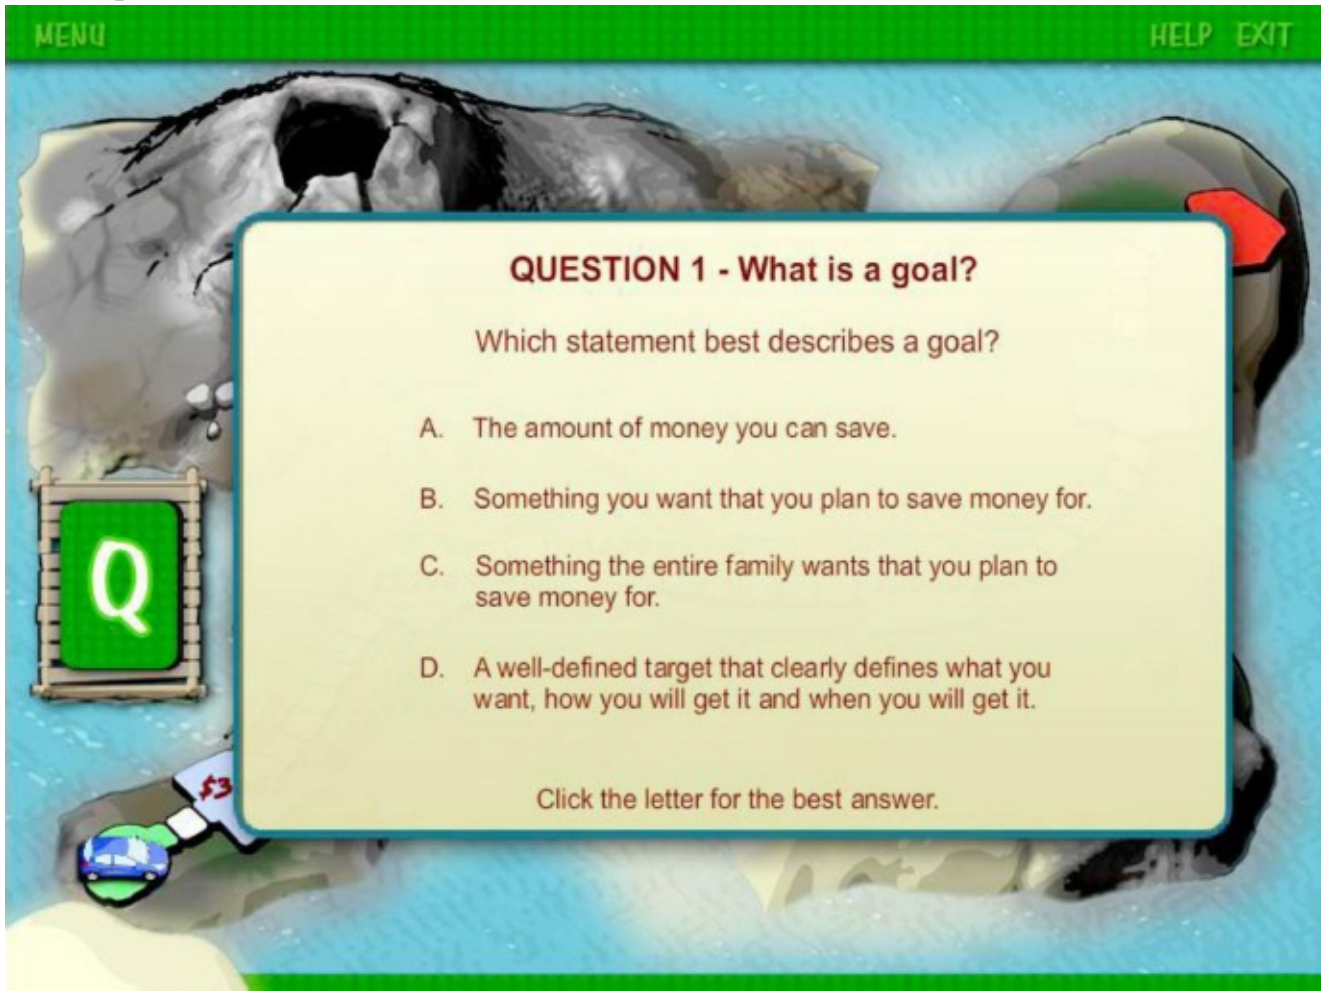 MENU
HELP EXIT
QUESTION 1 - What is a goal?
Which statement best describes a goal?
A. The amount of money you can save.
B. Something you want that you plan to save money for.
C. Something the entire family wants that you plan to
save money for.
D. A well-defined target that clearly defines what you
want, how you will get it and when you will get it.
Click the letter for the best answer.
Q
$3